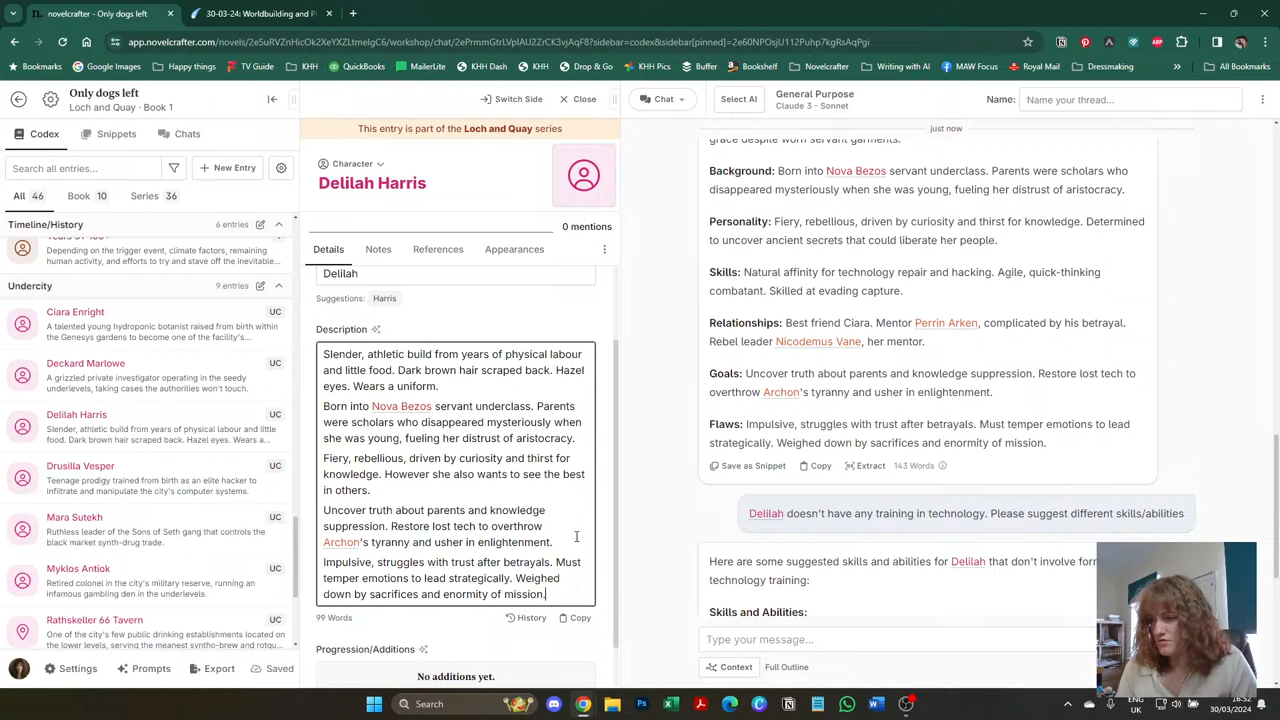 novelcrafter - Only dogs left
30-03-24: Worldbuilding and P
app.novelcrafter.com/novels/2e5uRVZnHicOk2XeYXZLtmeIgC6/workshop/chat/2ePrmmGtrLVpIAU2ZrCK3vjAqF8?sidebar=codex&sidebar[pinned]=2e60NPOsjU112Puhp7kgRsAqPgi
Bookmarks
Google Images
Happy things
TV Guide
KHH
QuickBooks
MailerLite
KHH Dash
Drop & Go
KHH Pics
Buffer
Bookshelf
Nordcurrent
Writing with AI
MAW Focus
Royal Mail
Dressmaking
All Bookmarks
Only dogs left
Loch and Quay - Book 1
Codex
Snippets
Chats
Search all entries...
New Entry
All 46
Book 10
Series 36
Timeline/History
6 entries
Depending on the trigger event, climate factors, remaining
human activity, and efforts to try and stave off the inevitable...
Undercity
9 entries
Ciara Enright
UC
A talented young hydroponic botanist raised from birth within
the Genesys gardens to become one of the facility's...
Deckard Marlowe
UC
A grizzled private investigator operating in the seedy
underlevels, taking cases the authorities won't touch.
Delilah Harris
UC
Slender, athletic build from years of physical labour and little
food. Dark brown hair scraped back. Hazel eyes. Wears a...
Drusilla Vesper
UC
Teenage prodigy trained from birth as an elite hacker to
infiltrate and manipulate the city's computer systems.
Mara Sutekh
UC
Ruthless leader of the Sons of Seth gang that controls the
black market synth-drug trade.
Myklos Antiok
UC
Retired colonel in the city's military reserve, running an
infamous gambling den in the underlevels.
Rathskeller 66 Tavern
UC
One of the city's few public drinking establishments located on
the lower levels, serving the meanest syntho-brew and rotgu...
Settings
Prompts
Export
Saved
Switch Side
Close
This entry is part of the Loch and Quay series
Character
Delilah Harris
0 mentions
Details
Notes
References
Appearances
Delilah
Suggestions: Harris
Description
Slender, athletic build from years of physical labour
and little food. Dark brown hair scraped back. Hazel
eyes. Wears a uniform.
Born into Nova Bezos servant underclass. Parents
were scholars who disappeared mysteriously when
she was young, fueling her distrust of aristocracy.
Fiery, rebellious, driven by curiosity and thirst for
knowledge. However she also wants to see the best
in others.
Uncover truth about parents and knowledge
suppression. Restore lost tech to overthrow
Archon's tyranny and usher in enlightenment.
Impulsive, struggles with trust after betrayals. Must
temper emotions to lead strategically. Weighed
down by sacrifices and enormity of mission.
99 Words
History
Copy
Progression/Additions
No additions yet.
Chat
Select AI
General Purpose
Claude 3 - Sonnet
Name:
Name your thread...
just now
grace despite worn servant garments.
Background: Born into Nova Bezos servant underclass. Parents were scholars who
disappeared mysteriously when she was young, fueling her distrust of aristocracy.
Personality: Fiery, rebellious, driven by curiosity and thirst for knowledge. Determined
to uncover ancient secrets that could liberate her people.
Skills: Natural affinity for technology repair and hacking. Agile, quick-thinking
combatant. Skilled at evading capture.
Relationships: Best friend Ciara. Mentor Perrin Arken, complicated by his betrayal.
Rebel leader Nicodemus Vane, her mentor.
Goals: Uncover truth about parents and knowledge suppression. Restore lost tech to
overthrow Archon's tyranny and usher in enlightenment.
Flaws: Impulsive, struggles with trust after betrayals. Must temper emotions to lead
strategically. Weighed down by sacrifices and enormity of mission.
Save as Snippet
Copy
Extract
143 Words
Delilah doesn't have any training in technology. Please suggest different skills/abilities
Here are some suggested skills and abilities for Delilah that don't involve for
technology training:
Skills and Abilities:
Type your message...
Context
Full Outline
Search
ENG
UK
16:52
30/03/2024